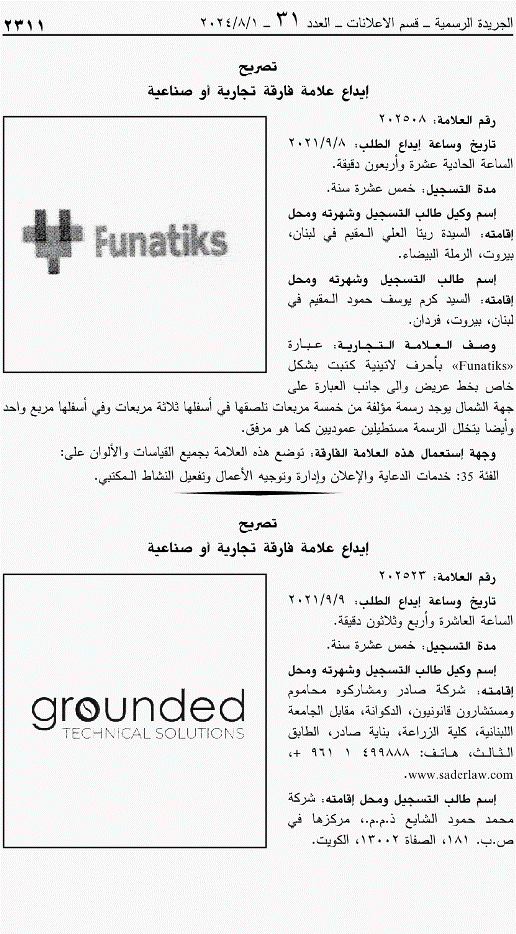 الجريدة الرسمية ــ قسم الاعلانات ــ العدد ٣١ ــ ٢٠٢٤/٨/١
٢٣١١
تصريح
إيداع علامة فارقة تجارية أو صناعية
رقم العلامة: ٢٠٢٥٠٨
تاريخ وساعة إيداع الطلب: ٢٠٢١/٩/٨
الساعة الحادية عشرة وأربعون دقيقة.
مدة التسجيل: خمس عشرة سنة.
إسم وكيل طالب التسجيل وشهرته ومحل
إقامته: السيدة ريتا العلي المقيم في لبنان،
بيروت، الرملة البيضاء.
إسم طالب التسجيل وشهرته ومحل
إقامته: السيد كرم يوسف حمود المقيم في
لبنان، بيروت، فردان.
وصف العلامة التجارية: عبارة
«Funatiks» بأحرف لاتينية كتبت بشكل
خاص بخط عريض والى جانب العبارة على
جهة الشمال يوجد رسمة مؤلفة من خمسة مربعات تلصقها في أسفلها ثلاثة مربعات وفي أسفلها مربع واحد
وأيضا يتخلل الرسمة مستطيلين عموديين كما هو مرفق.
Funatiks
وجهة إستعمال هذه العلامة الفارقة: توضع هذه العلامة بجميع القياسات والألوان على:
الفئة 35: خدمات الدعاية والإعلان وإدارة وتوجيه الأعمال وتفعيل النشاط المكتبي.
تصريح
إيداع علامة فارقة تجارية أو صناعية
رقم العلامة: ٢٠٢٥٢٣
تاريخ وساعة إيداع الطلب: ٢٠٢١/٩/٩
الساعة العاشرة وأربع وثلاثون دقيقة.
مدة التسجيل: خمس عشرة سنة.
إسم وكيل طالب التسجيل وشهرته ومحل
إقامته: شركة صادر ومشاركوه محاموم
ومستشارون قانونيون، الدكوانة، مقابل الجامعة
اللبنانية، كلية الزراعة، بناية صادر، الطابق
الثالث، هاتف: ٤٩٩٨٨٨ ١ ٩٦١ +،
www.saderlaw.com.
إسم طالب التسجيل ومحل إقامته: شركة
محمد حمود الشايع ذ.م.م.، مركزها في
ص.ب. ١٨١، الصفاة ١٣٠٠٢، الكويت.
grounded
TECHNICAL SOLUTIONS